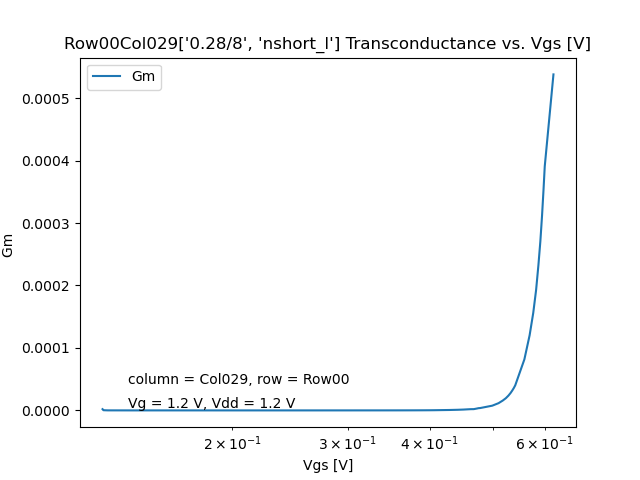 Row00Col029['0.28/8', 'nshort_l'] Transconductance vs. Vgs [V]
Gm
0.0005
0.0004
0.0003
0.0002
0.0001
0.0000
Gm
column = Col029, row = Row00
Vg = 1.2 V, Vdd = 1.2 V
2 × 10⁻¹
3 × 10⁻¹
4 × 10⁻¹
6 × 10⁻¹
Vgs [V]